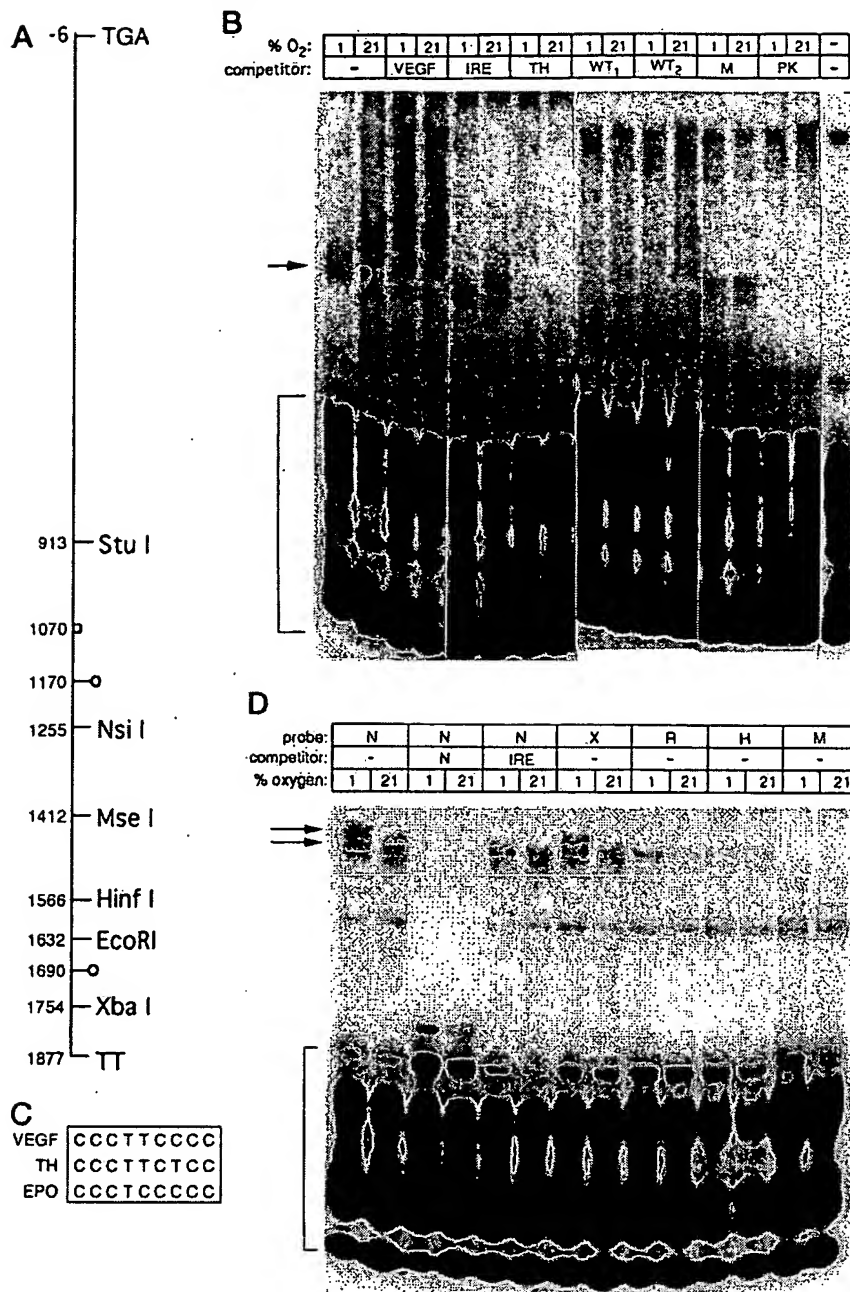 A
-6 TGA
913 Stu I
1070
1170
1255 Nsi I
1412 Mse I
1566 Hinf I
1632 EcoRI
1690
1754 Xba I
1877 TT
B
% O2: 1 21 1 21 1 21 1 21 1 21 1 21 1 21 1 21 -
competitor: - VEGF IRE TH WT1 WT2 M PK -
C
VEGF C C C T T C C C C
TH C C C T T C T C C
EPO C C C T C C C C C
D
probe: N N N X R H M
competitor: - N IRE - - - -
% oxygen: 1 21 1 21 1 21 1 21 1 21 1 21 1 21